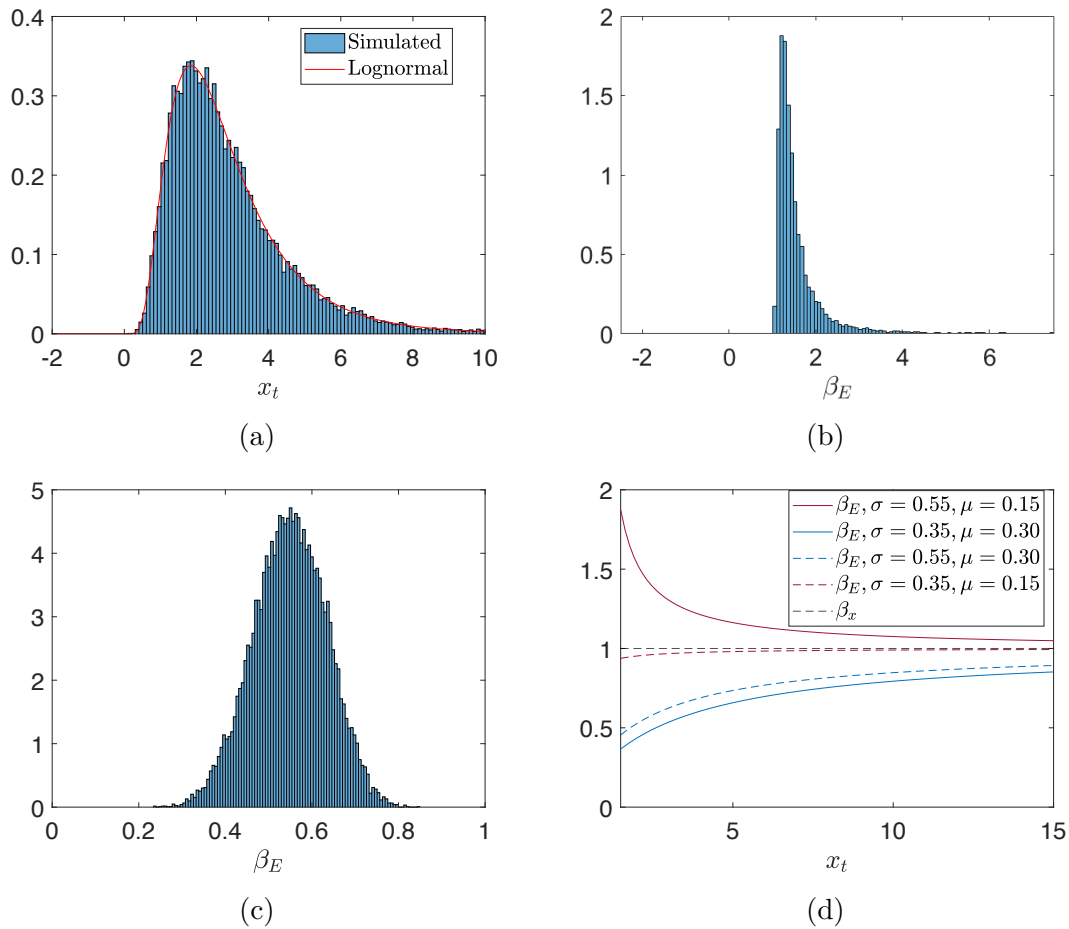 0.4
0.3
0.2
0.1
0
-2 0 2 4 6 8 10
x_t
Simulated
Lognormal
(a)
2
1.5
1
0.5
0
-2 0 2 4 6
β_E
(b)
5
4
3
2
1
0
0 0.2 0.4 0.6 0.8 1
β_E
(c)
2
1.5
1
0.5
0
5 10 15
x_t
β_E, σ = 0.55, μ = 0.15
β_E, σ = 0.35, μ = 0.30
β_E, σ = 0.55, μ = 0.30
β_E, σ = 0.35, μ = 0.15
β_x
(d)